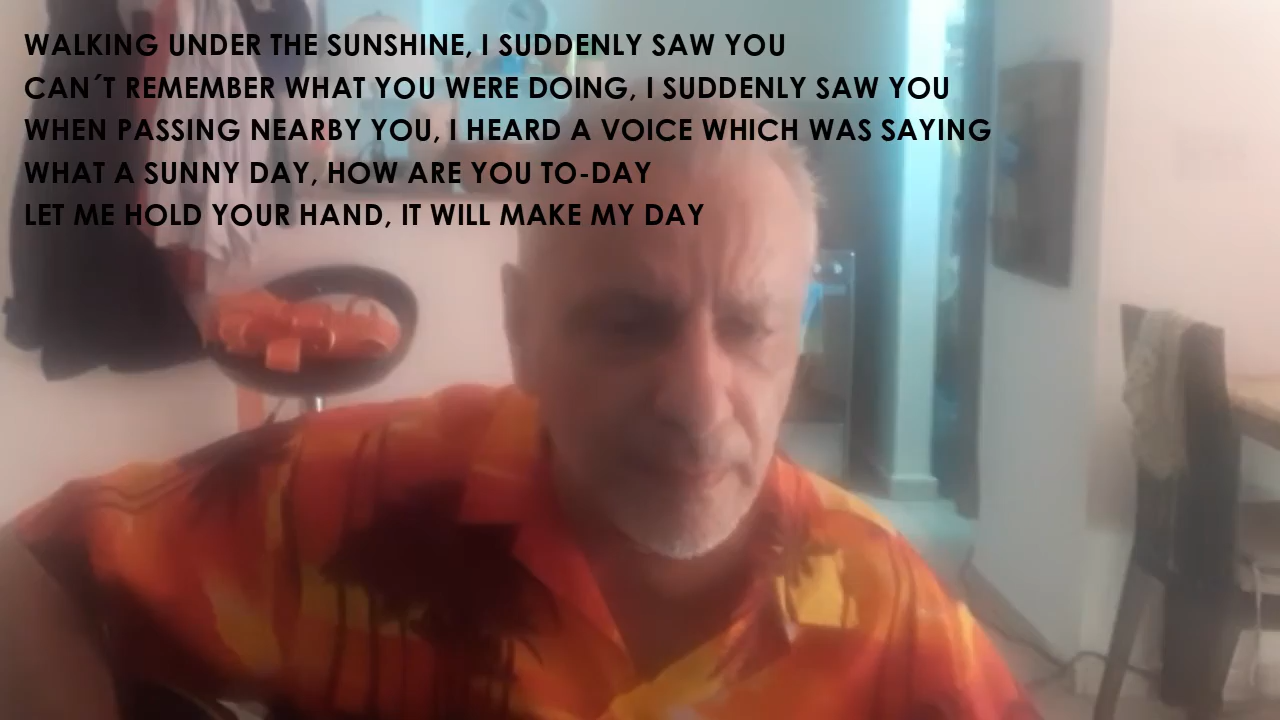 WALKING UNDER THE SUNSHINE, I SUDDENLY SAW YOU
CAN´T REMEMBER WHAT YOU WERE DOING, I SUDDENLY SAW YOU
WHEN PASSING NEARBY YOU, I HEARD A VOICE WHICH WAS SAYING
WHAT A SUNNY DAY, HOW ARE YOU TO-DAY
LET ME HOLD YOUR HAND, IT WILL MAKE MY DAY